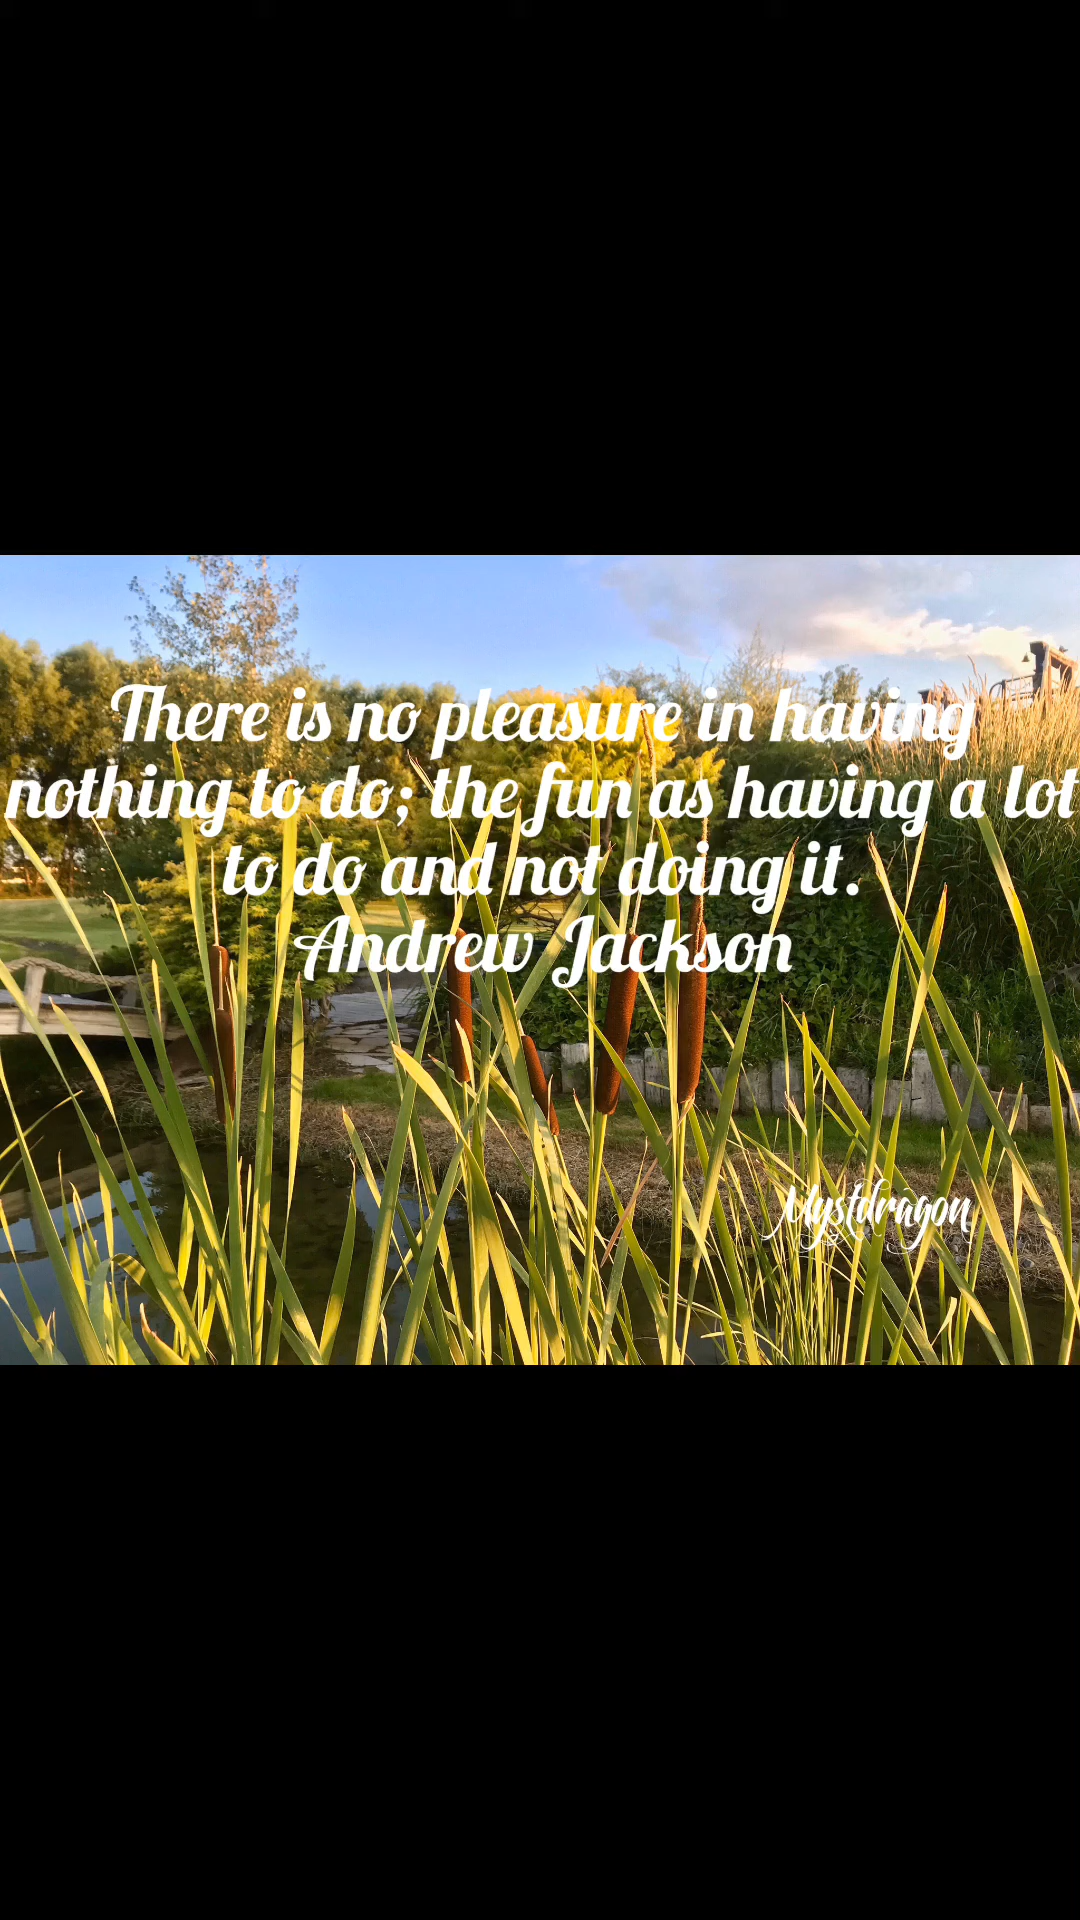 There is no pleasure in having
nothing to do; the fun as having a lot
to do and not doing it.
Andrew Jackson
Mystdragon